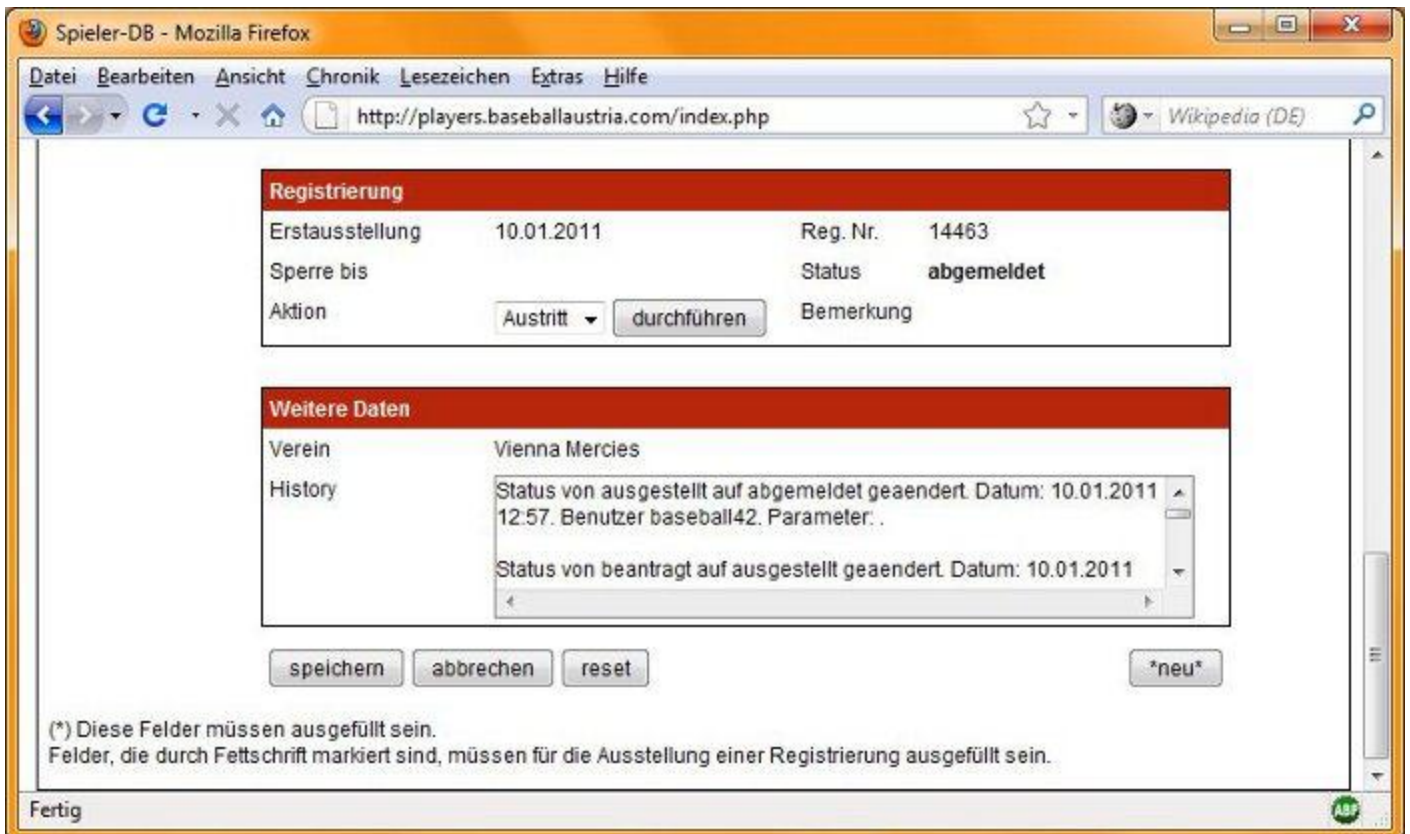 Spieler-DB - Mozilla Firefox
Datei Bearbeiten Ansicht Chronik Lesezeichen Extras Hilfe
http://players.baseballaustria.com/index.php Wikipedia (DE)
Registrierung
Erstausstellung 10.01.2011 Reg. Nr. 14463
Sperre bis Status abgemeldet
Aktion Austritt durchführen Bemerkung
Weitere Daten
Verein Vienna Mercies
History Status von ausgestellt auf abgemeldet geaendert. Datum: 10.01.2011
12:57. Benutzer baseball42. Parameter: .
Status von beantragt auf ausgestellt geaendert. Datum: 10.01.2011
speichern abbrechen reset *neu*
(*) Diese Felder müssen ausgefüllt sein.
Felder, die durch Fettschrift markiert sind, müssen für die Ausstellung einer Registrierung ausgefüllt sein.
Fertig ABP